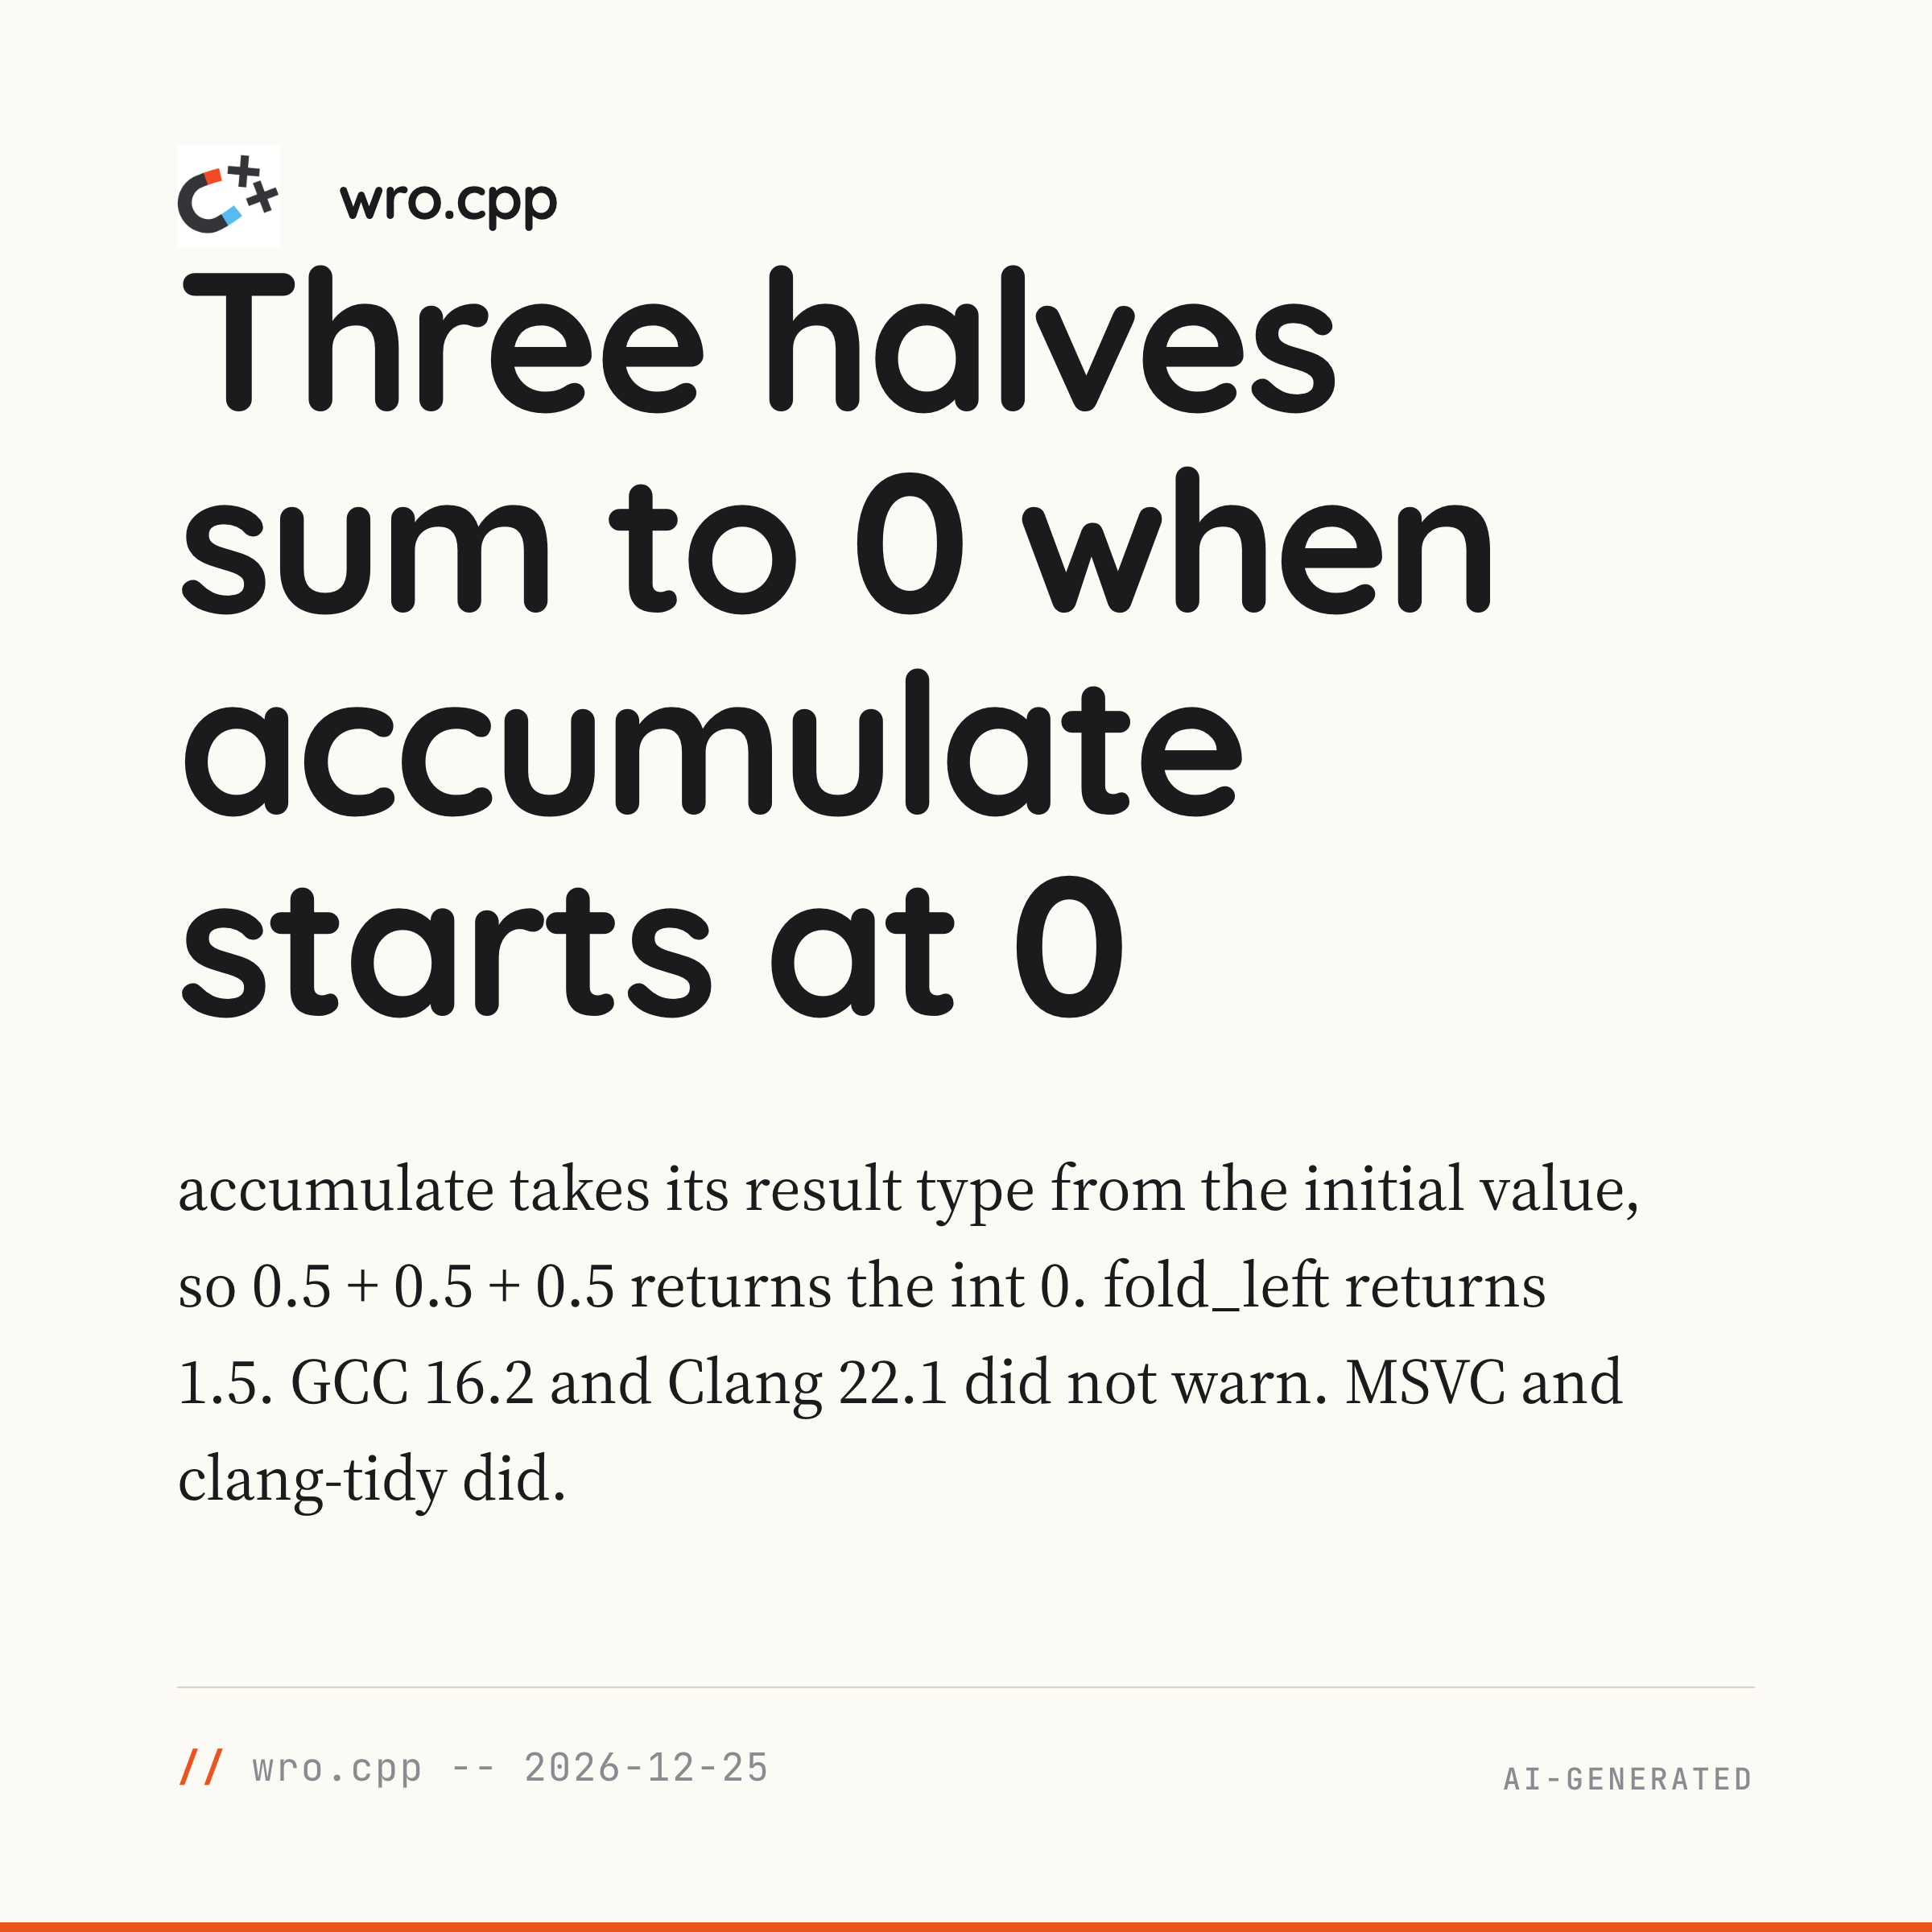 wro.cpp
Three halves
sum to 0 when
accumulate
starts at 0
accumulate takes its result type from the initial value,
so 0.5 + 0.5 + 0.5 returns the int 0. fold_left returns
1.5. GCC 16.2 and Clang 22.1 did not warn. MSVC and
clang-tidy did.
// wro.cpp -- 2026-12-25
AI-GENERATED